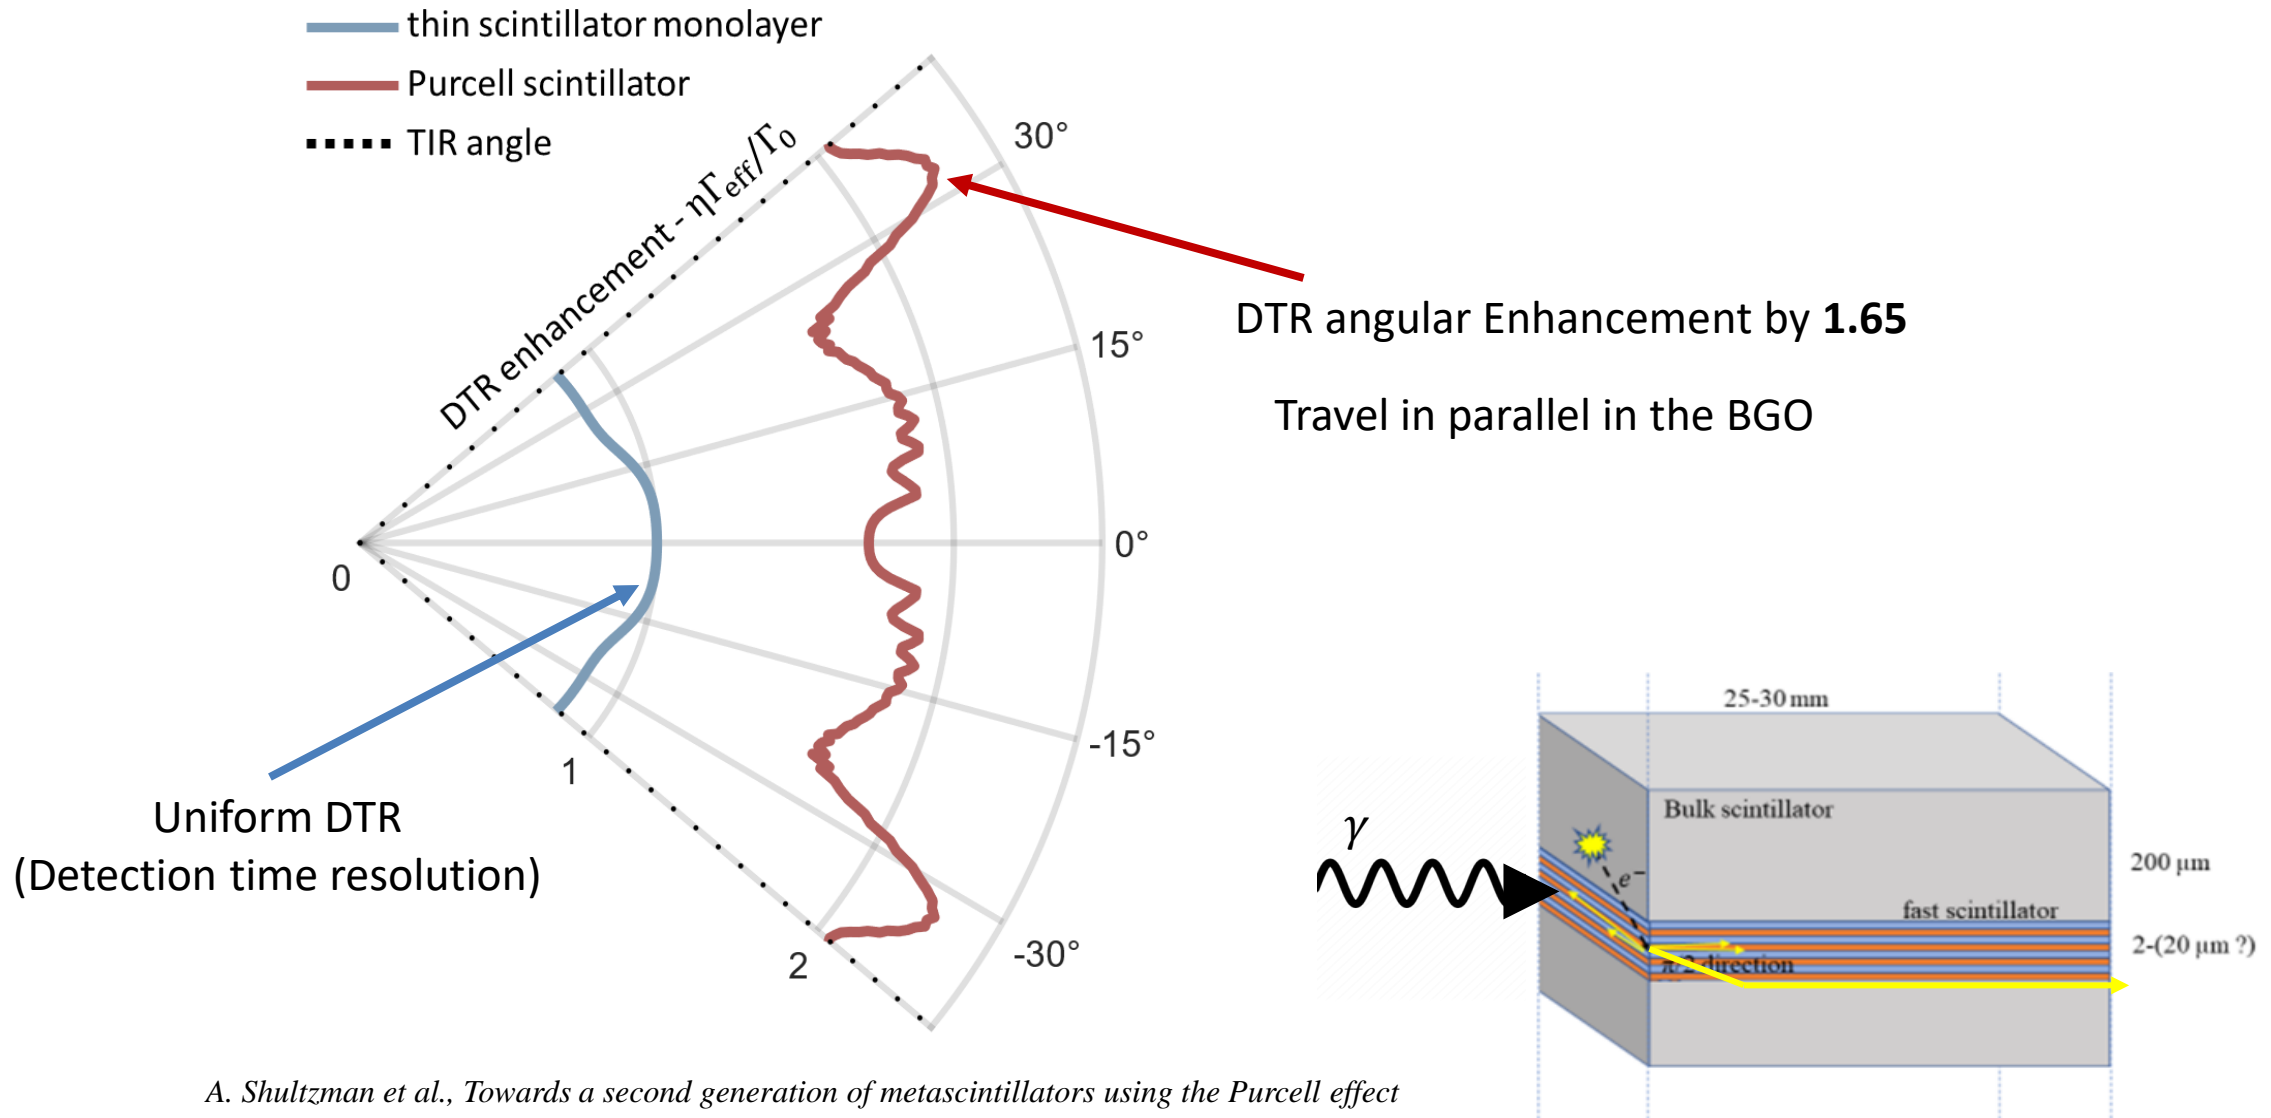 thin scintillator monolayer
Purcell scintillator
TIR angle
DTR enhancement - ηΓeff/Γ0
30°
15°
0°
-15°
-30°
0
1
2
DTR angular Enhancement by 1.65
Travel in parallel in the BGO
Uniform DTR
(Detection time resolution)
25-30 mm
Bulk scintillator
γ
e−
200 μm
fast scintillator
2-(20 μm ?)
π/2 direction
A. Shultzman et al., Towards a second generation of metascintillators using the Purcell effect